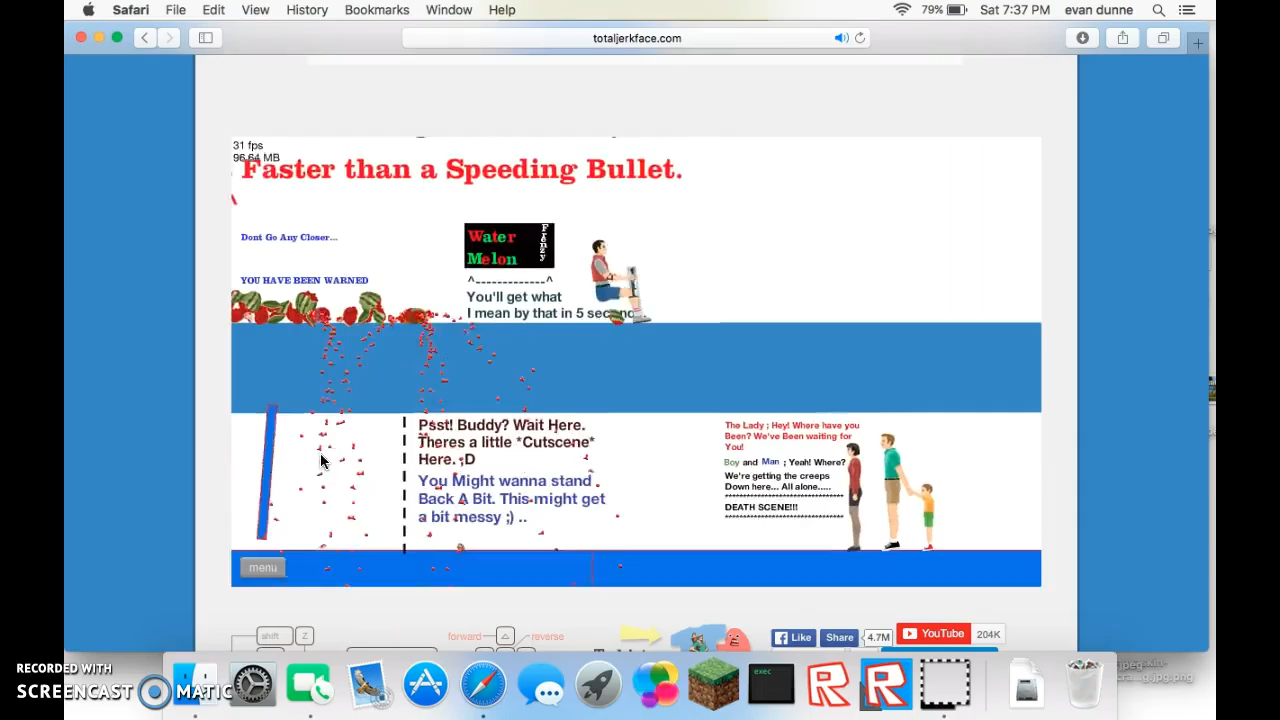 Safari File Edit View History Bookmarks Window Help 79% Sat 7:37 PM evan dunne
totaljerkface.com
31 fps
96.64 MB
Faster than a Speeding Bullet.
Dont Go Any Closer...
YOU HAVE BEEN WARNED
Water
Melon
Frenzy
^------------^
You'll get what
I mean by that in 5 second
Psst! Buddy? Wait Here.
Theres a little *Cutscene*
Here. ;D
You Might wanna stand
Back A Bit. This might get
a bit messy ;) ..
The Lady ; Hey! Where have you
Been? We've Been waiting for
You!
Boy and Man ; Yeah! Where?
We're getting the creeps
Down here... All alone.....
DEATH SCENE!!!
menu
shift Z
forward reverse
Like Share 4.7M YouTube 204K
exec
RECORDED WITH
SCREENCAST MATIC